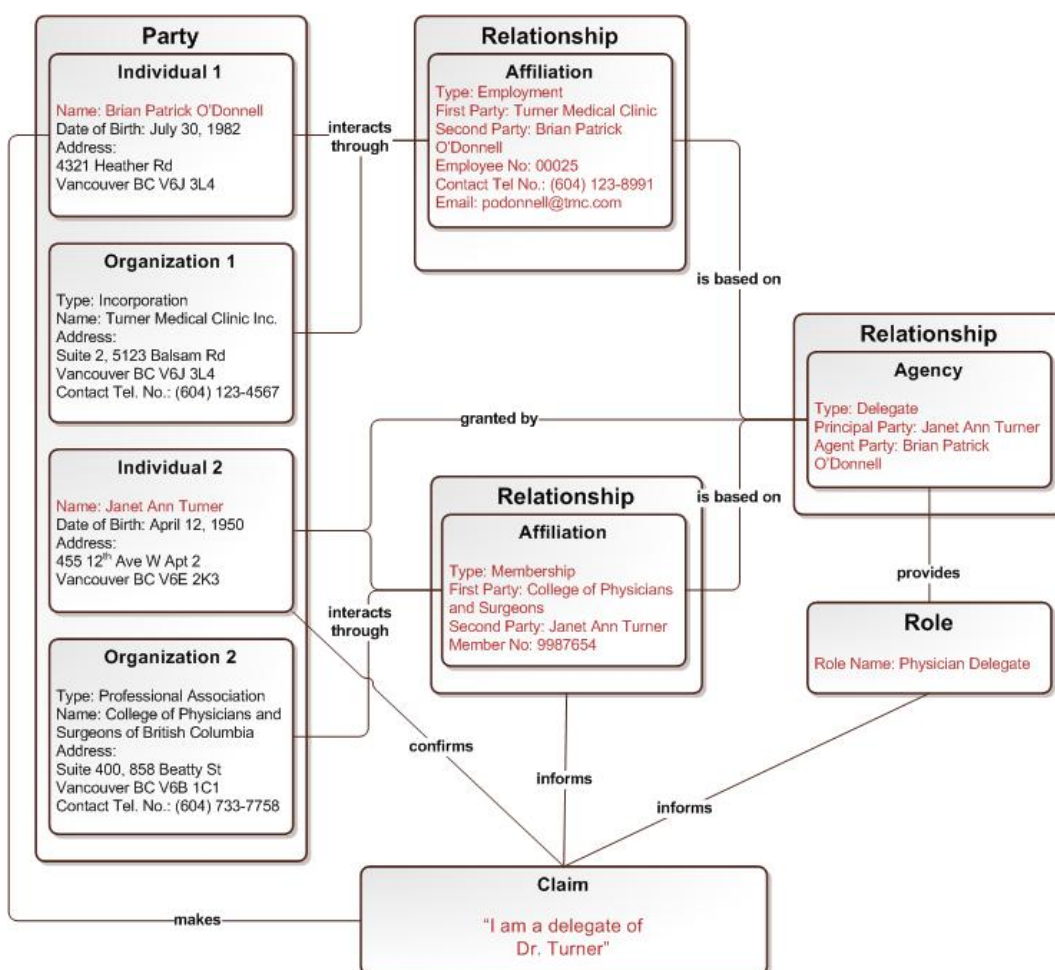 Party
Individual 1
Name: Brian Patrick O'Donnell
Date of Birth: July 30, 1982
Address:
4321 Heather Rd
Vancouver BC V6J 3L4
Organization 1
Type: Incorporation
Name: Turner Medical Clinic Inc.
Address:
Suite 2, 5123 Balsam Rd
Vancouver BC V6J 3L4
Contact Tel. No.: (604) 123-4567
Individual 2
Name: Janet Ann Turner
Date of Birth: April 12, 1950
Address:
455 12th Ave W Apt 2
Vancouver BC V6E 2K3
Organization 2
Type: Professional Association
Name: College of Physicians and
Surgeons of British Columbia
Address:
Suite 400, 858 Beatty St
Vancouver BC V6B 1C1
Contact Tel. No.: (604) 733-7758
interacts
through
Relationship
Affiliation
Type: Employment
First Party: Turner Medical Clinic
Second Party: Brian Patrick
O'Donnell
Employee No: 00025
Contact Tel No.: (604) 123-8991
Email: podonnell@tmc.com
is based on
granted by
Relationship
Agency
Type: Delegate
Principal Party: Janet Ann Turner
Agent Party: Brian Patrick
O'Donnell
interacts
through
Relationship
Affiliation
Type: Membership
First Party: College of Physicians
and Surgeons
Second Party: Janet Ann Turner
Member No: 9987654
is based on
provides
Role
Role Name: Physician Delegate
confirms
informs
informs
makes
Claim
"I am a delegate of
Dr. Turner"